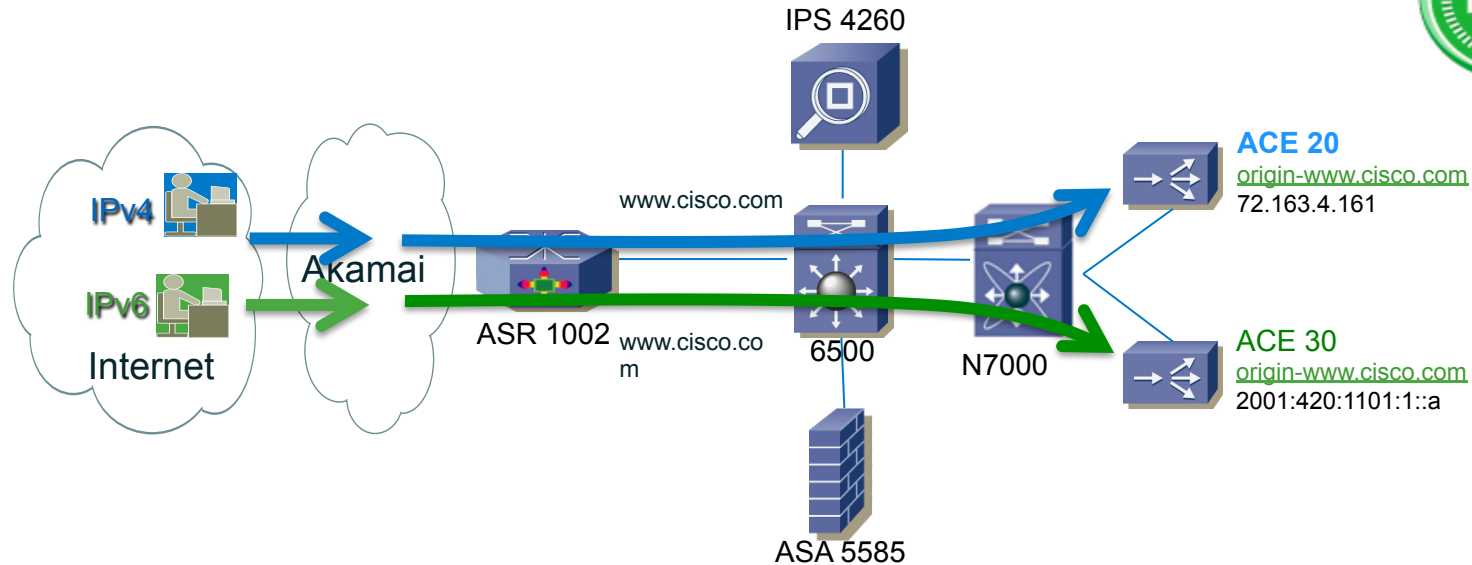 IPS 4260
ACE 20
origin-www.cisco.com
72.163.4.161
www.cisco.com
IPv4
Akamai
IPv6
Internet
ASR 1002
www.cisco.co
m
6500
N7000
ACE 30
origin-www.cisco.com
2001:420:1101:1::a
ASA 5585